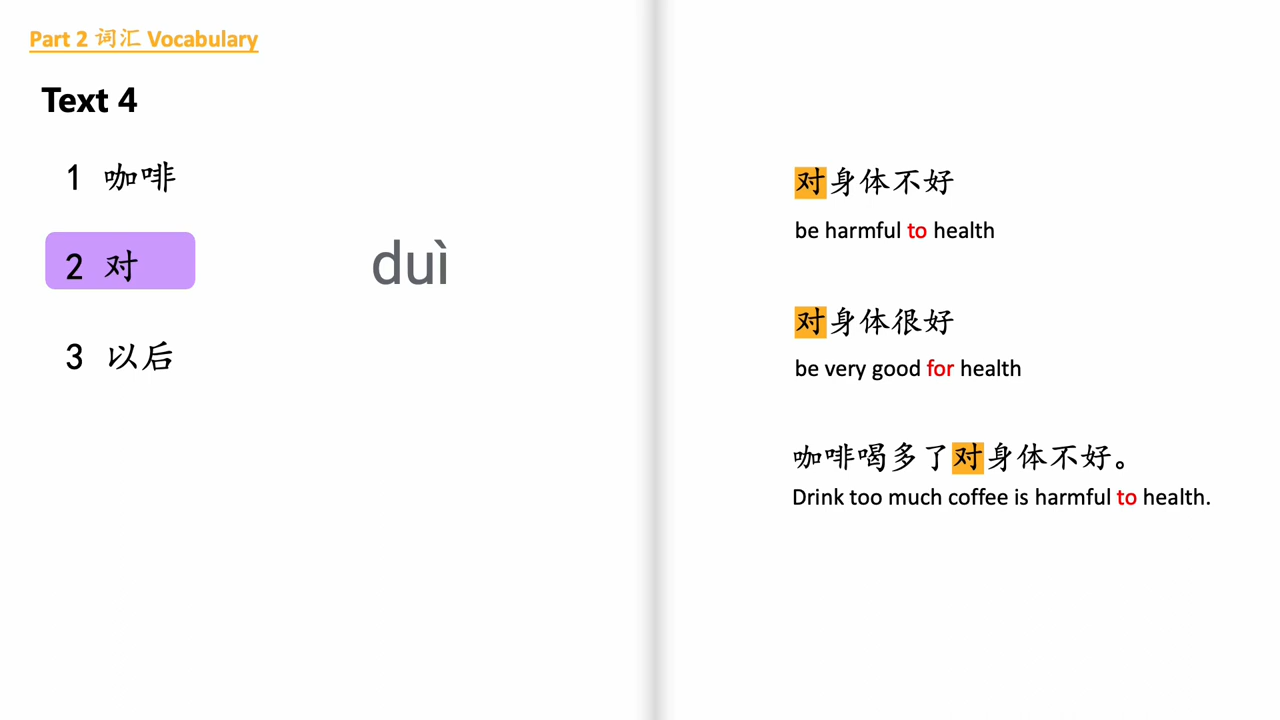 Part 2 词汇 Vocabulary
Text 4
1 咖啡
2 对
duì
3 以后
对身体不好
be harmful to health
对身体很好
be very good for health
咖啡喝多了对身体不好。
Drink too much coffee is harmful to health.